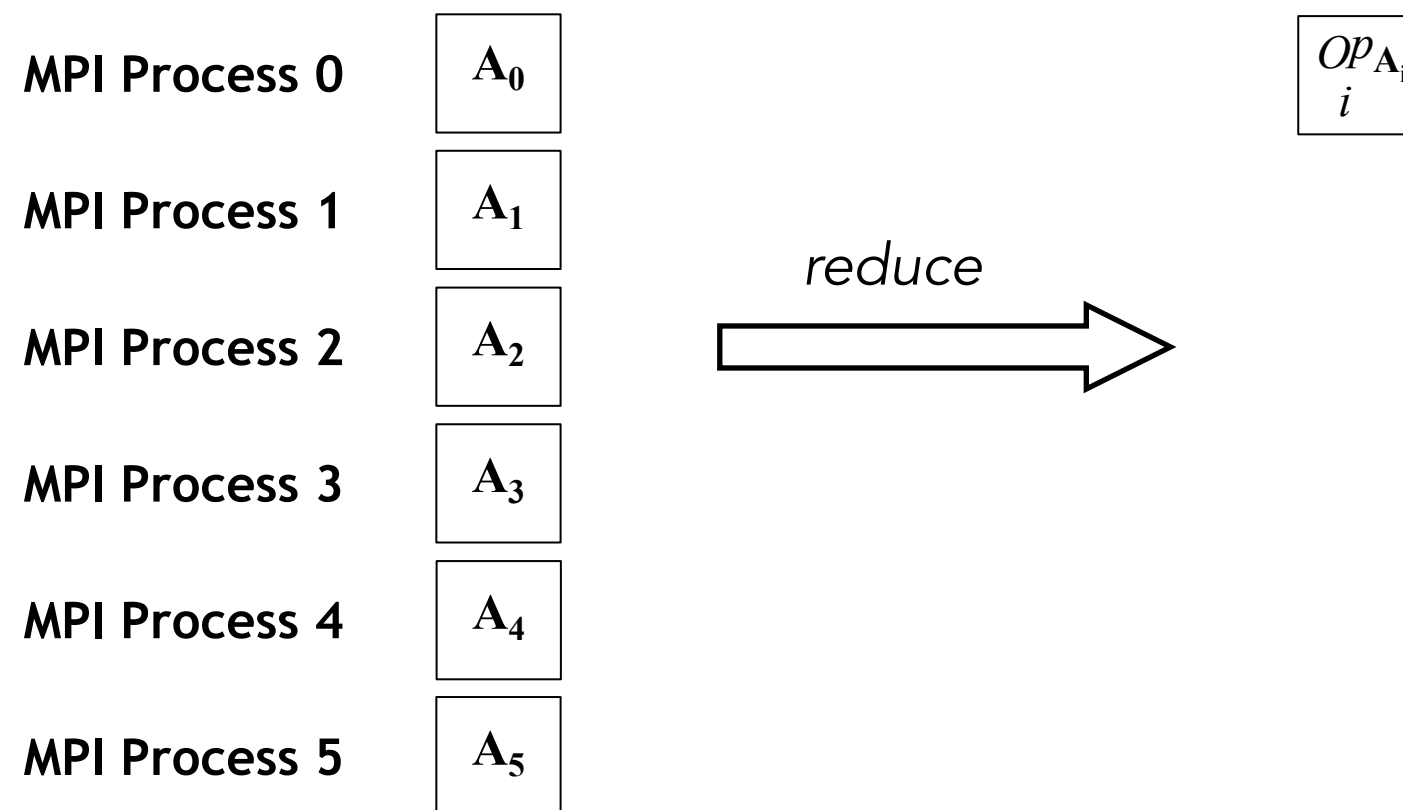 MPI Process 0 A₀ Op Aᵢ
i
MPI Process 1 A₁
reduce
MPI Process 2 A₂
MPI Process 3 A₃
MPI Process 4 A₄
MPI Process 5 A₅